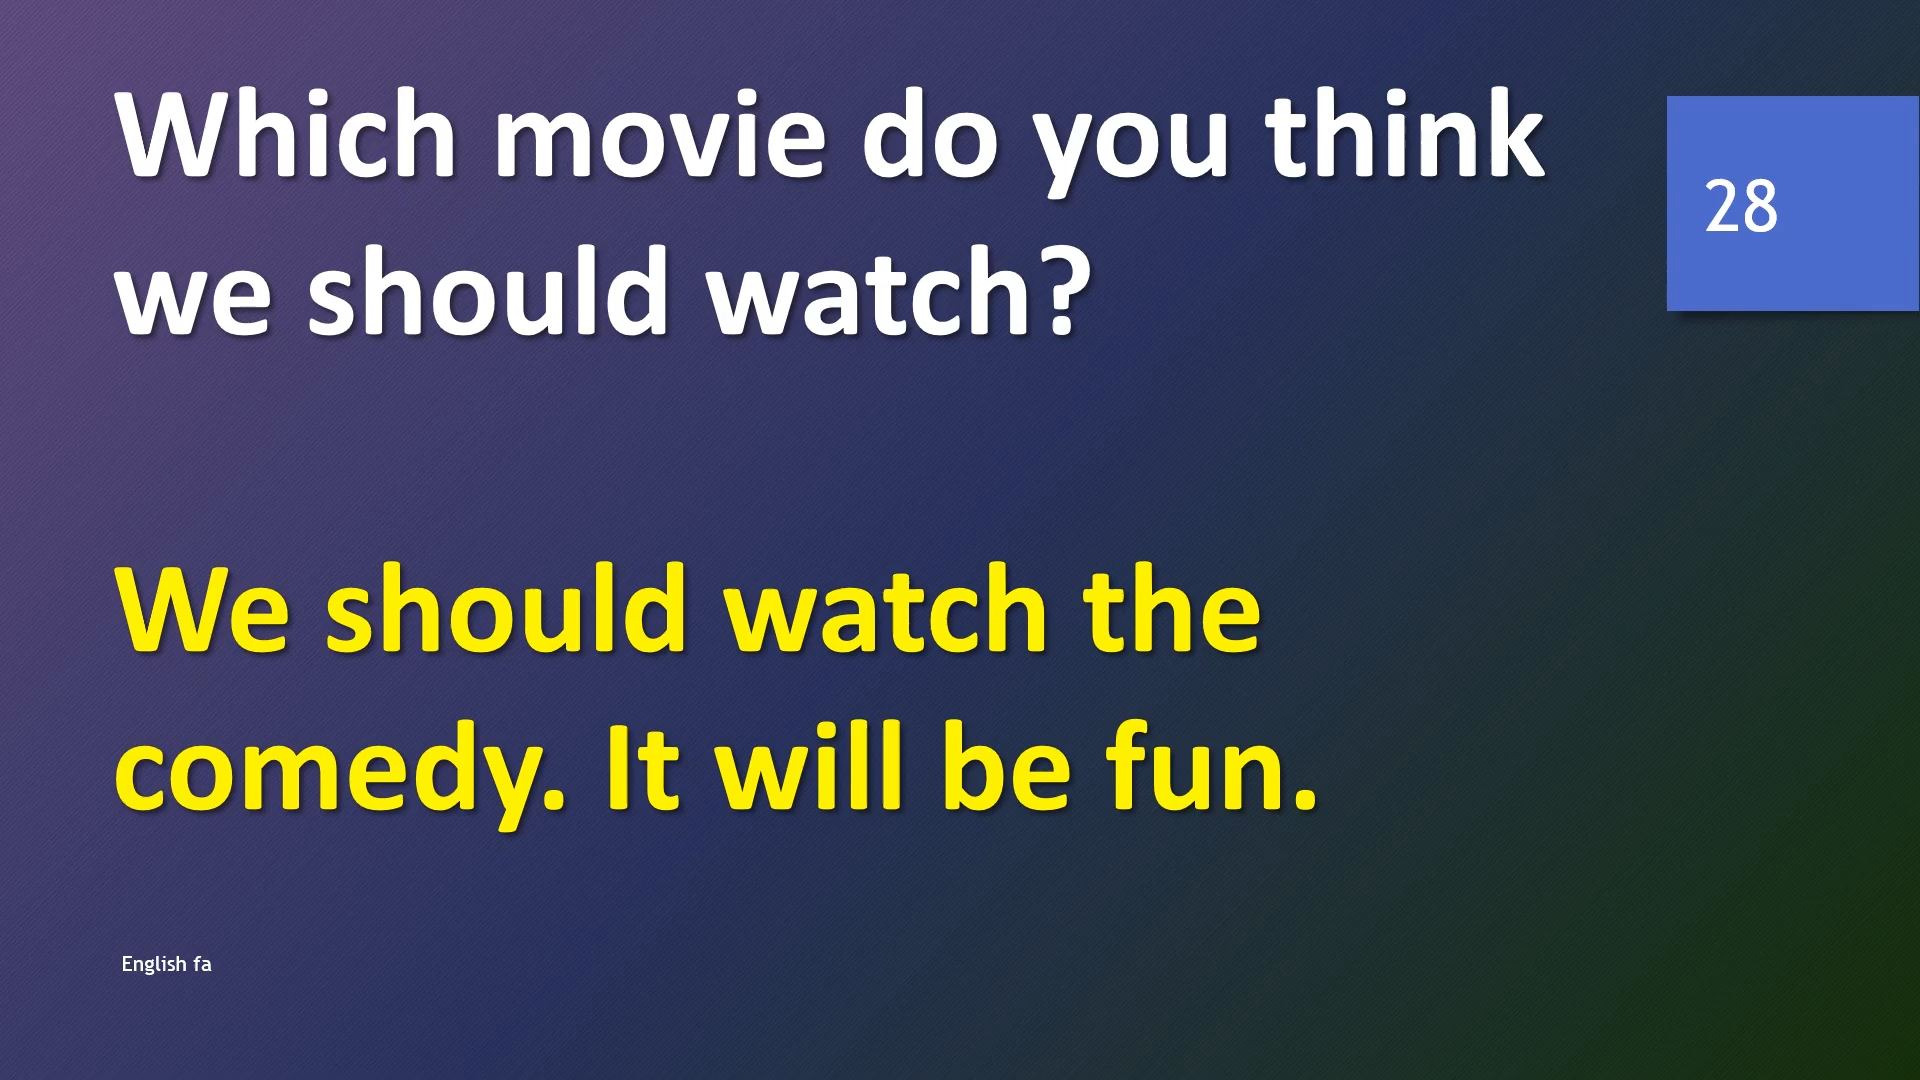 Which movie do you think
we should watch?
28
We should watch the
comedy. It will be fun.
English fa